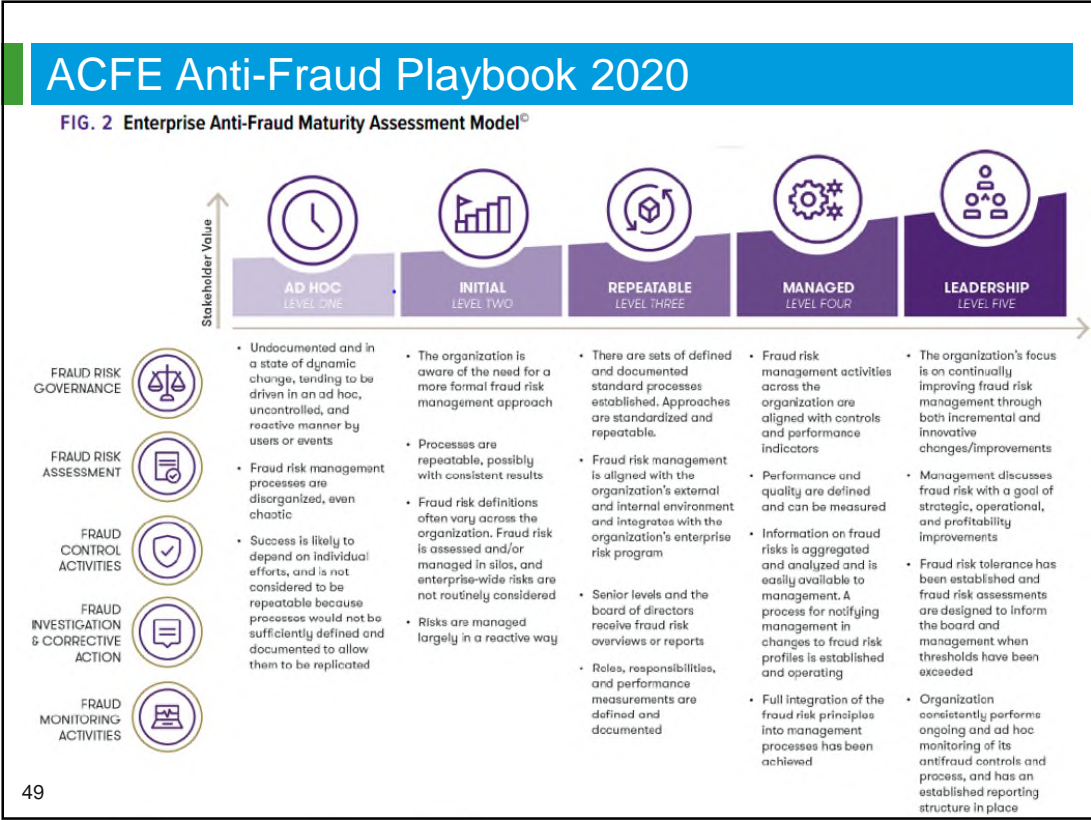 ACFE Anti-Fraud Playbook 2020
FIG. 2 Enterprise Anti-Fraud Maturity Assessment Model©
Stakeholder Value
AD HOC
LEVEL ONE
INITIAL
LEVEL TWO
REPEATABLE
LEVEL THREE
MANAGED
LEVEL FOUR
LEADERSHIP
LEVEL FIVE
FRAUD RISK
GOVERNANCE
FRAUD RISK
ASSESSMENT
FRAUD
CONTROL
ACTIVITIES
FRAUD
INVESTIGATION
& CORRECTIVE
ACTION
FRAUD
MONITORING
ACTIVITIES
• Undocumented and in
a state of dynamic
change, tending to be
driven in an ad hoc,
uncontrolled, and
reactive manner by
users or events
• Fraud risk management
processes are
disorganized, even
chaotic
• Success is likely to
depend on individual
efforts, and is not
considered to be
repeatable because
processes would not be
sufficiently defined and
documented to allow
them to be replicated
• The organization is
aware of the need for a
more formal fraud risk
management approach
• Processes are
repeatable, possibly
with consistent results
• Fraud risk definitions
often vary across the
organization. Fraud risk
is assessed and/or
managed in silos, and
enterprise-wide risks are
not routinely considered
• Risks are managed
largely in a reactive way
• There are sets of defined
and documented
standard processes
established. Approaches
are standardized and
repeatable.
• Fraud risk management
is aligned with the
organization's external
and internal environment
and integrates with the
organization's enterprise
risk program
• Senior levels and the
board of directors
receive fraud risk
overviews or reports
• Roles, responsibilities,
and performance
measurements are
defined and
documented
• Fraud risk
management activities
across the
organization are
aligned with controls
and performance
indicators
• Performance and
quality are defined
and can be measured
• Information on fraud
risks is aggregated
and analyzed and is
easily available to
management. A
process for notifying
management in
changes to fraud risk
profiles is established
and operating
• Full integration of the
fraud risk principles
into management
processes has been
achieved
• The organization's focus
is on continually
improving fraud risk
management through
both incremental and
innovative
changes/improvements
• Management discusses
fraud risk with a goal of
strategic, operational,
and profitability
improvements
• Fraud risk tolerance has
been established and
fraud risk assessments
are designed to inform
the board and
management when
thresholds have been
exceeded
• Organization
consistently performs
ongoing and ad hoc
monitoring of its
antifraud controls and
process, and has an
established reporting
structure in place
49